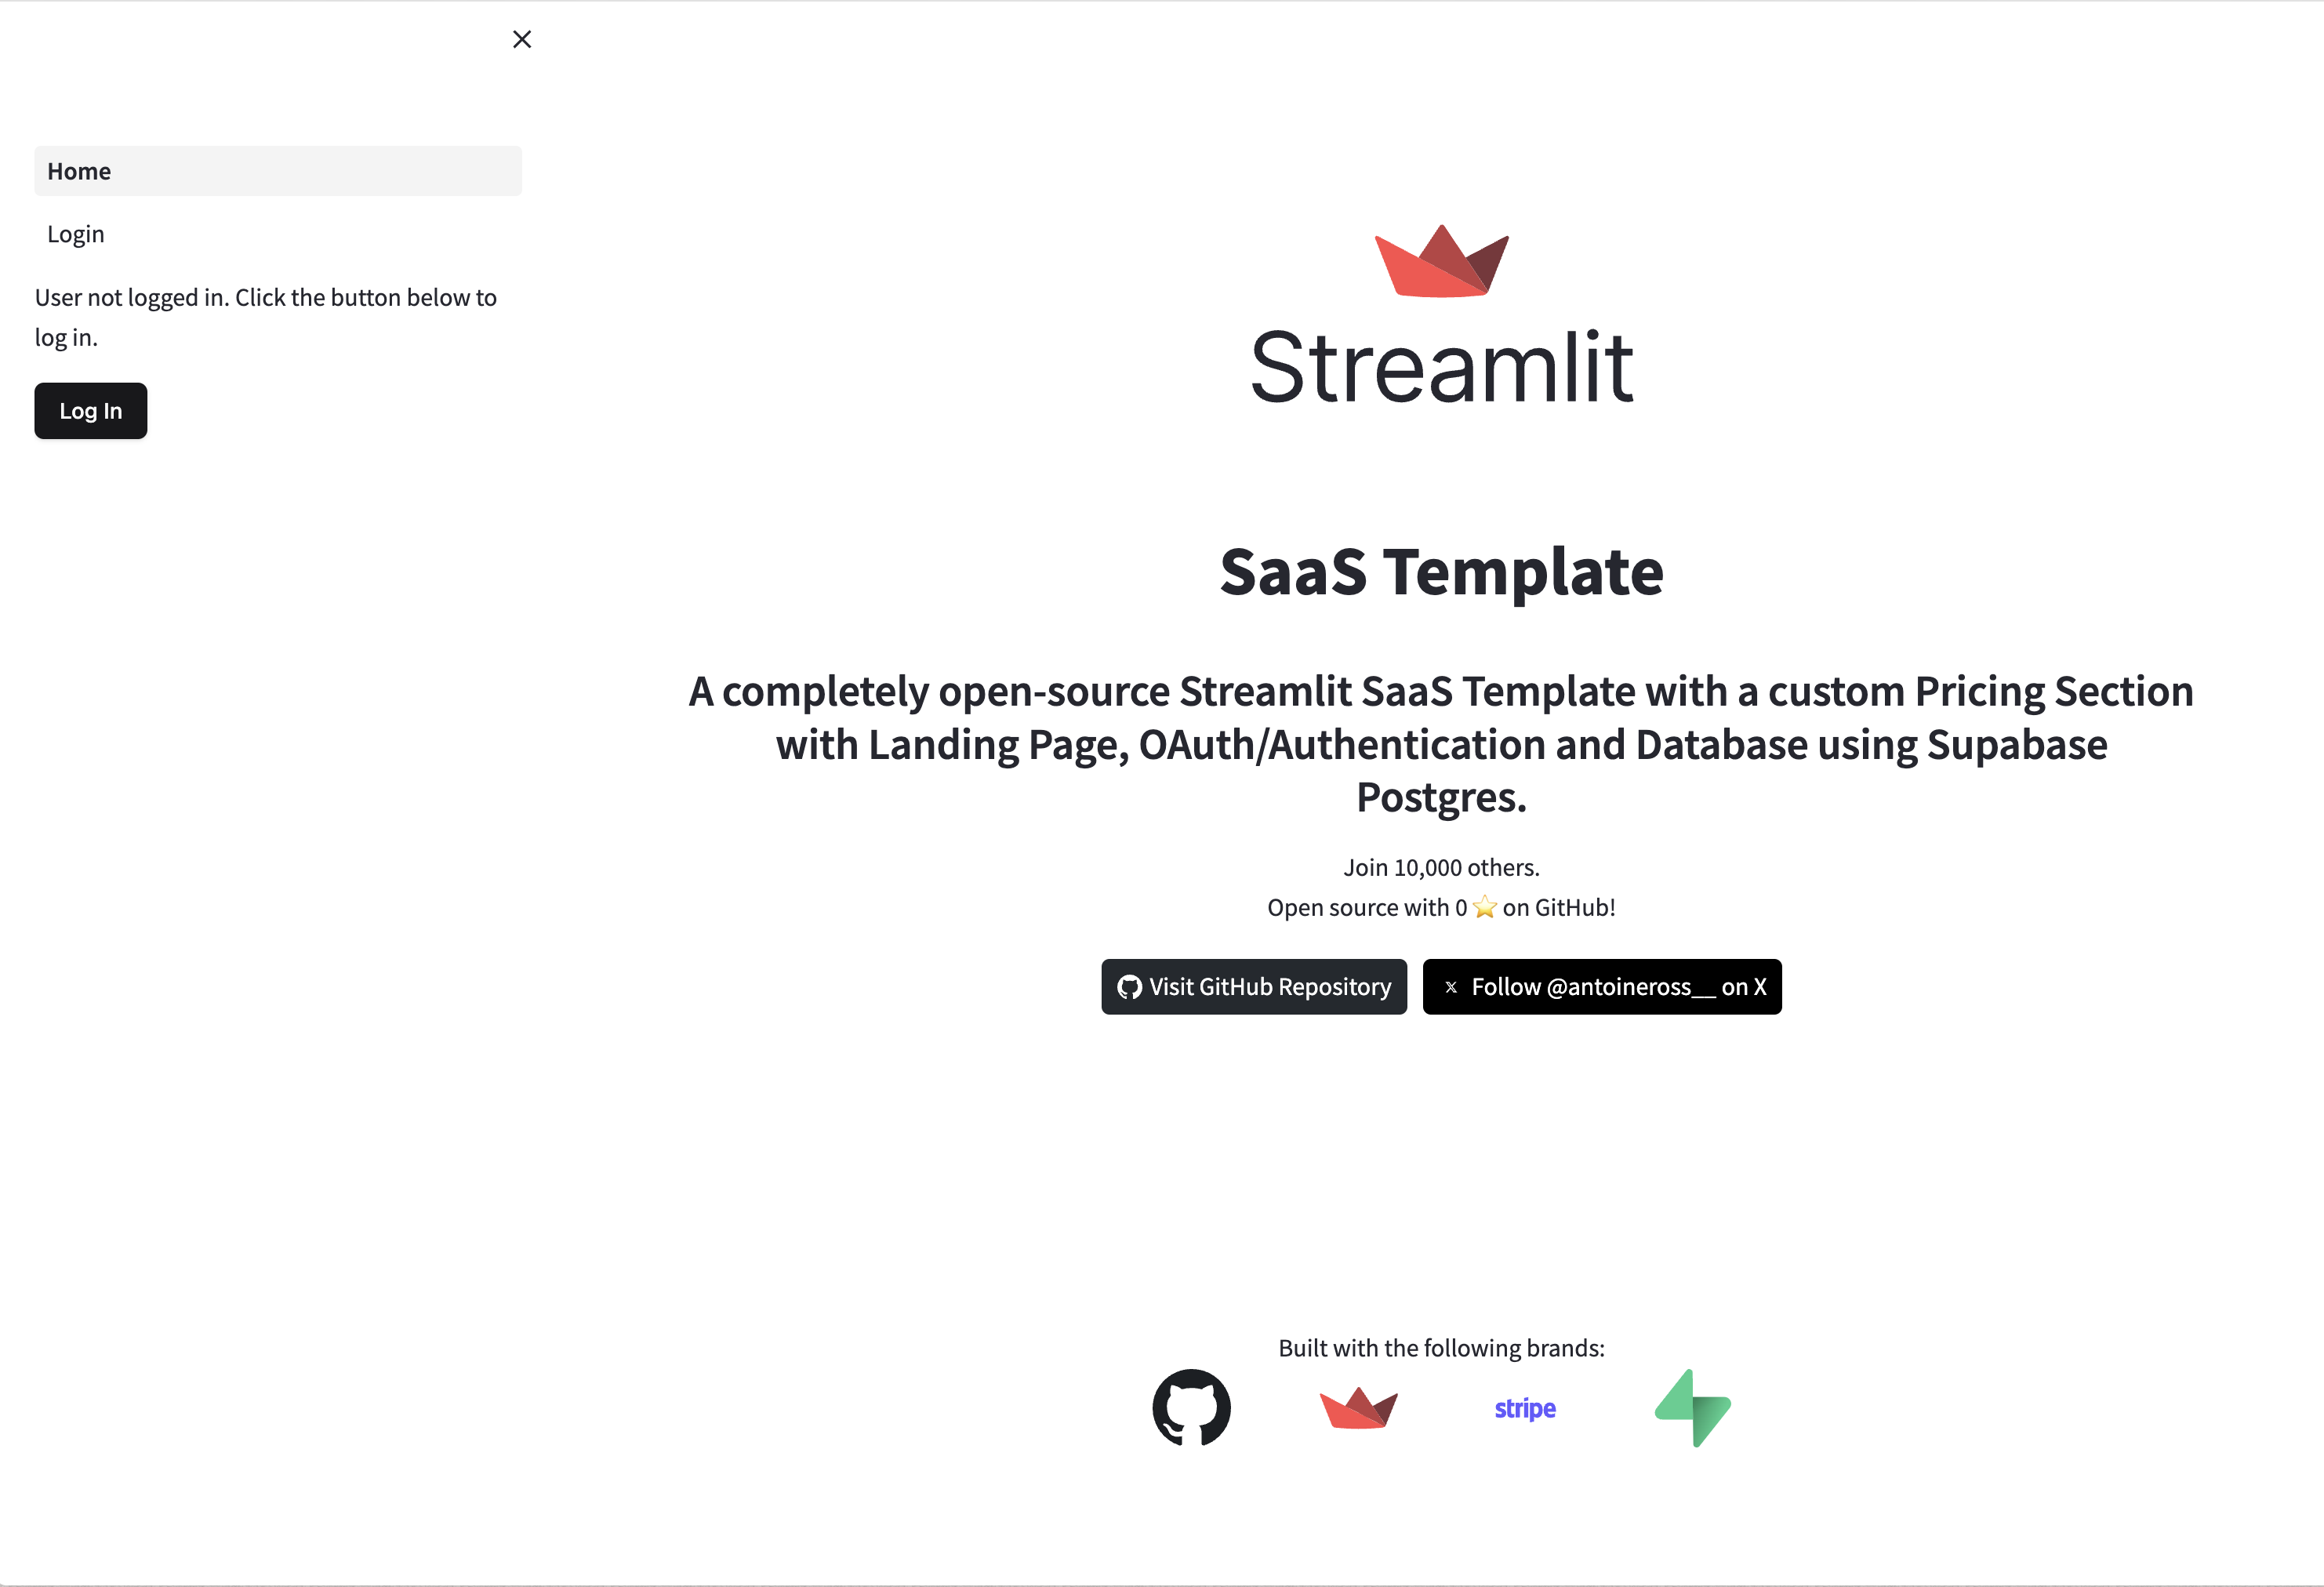 Home
Login
User not logged in. Click the button below to
log in.
Log In
Streamlit
SaaS Template
A completely open-source Streamlit SaaS Template with a custom Pricing Section
with Landing Page, OAuth/Authentication and Database using Supabase
Postgres.
Join 10,000 others.
Open source with 0 ⭐ on GitHub!
Visit GitHub Repository
X Follow @antoineross__ on X
Built with the following brands:
stripe